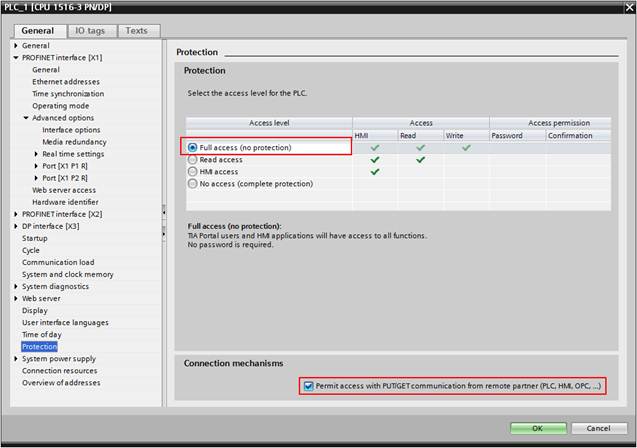 PLC_1 [CPU 1516-3 PN/DP]
General
IO tags
Texts
General
PROFINET interface [X1]
General
Ethernet addresses
Time synchronization
Operating mode
Advanced options
Interface options
Media redundancy
Real time settings
Port [X1 P1 R]
Port [X1 P2 R]
Web server access
Hardware identifier
PROFINET interface [X2]
DP interface [X3]
Startup
Cycle
Communication load
System and clock memory
System diagnostics
Web server
Display
User interface languages
Time of day
Protection
System power supply
Connection resources
Overview of addresses
Protection
Protection
Select the access level for the PLC.
Access level Access Access permission
HMI Read Write Password Confirmation
Full access (no protection)
Read access
HMI access
No access (complete protection)
Full access (no protection):
TIA Portal users and HMI applications will have access to all functions.
No password is required.
Connection mechanisms
Permit access with PUT/GET communication from remote partner (PLC, HMI, OPC, ...)
OK
Cancel